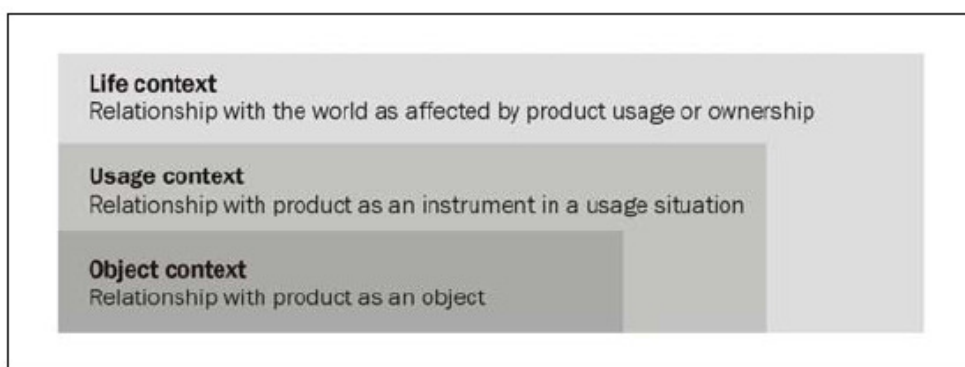 Life context
Relationship with the world as affected by product usage or ownership
Usage context
Relationship with product as an instrument in a usage situation
Object context
Relationship with product as an object